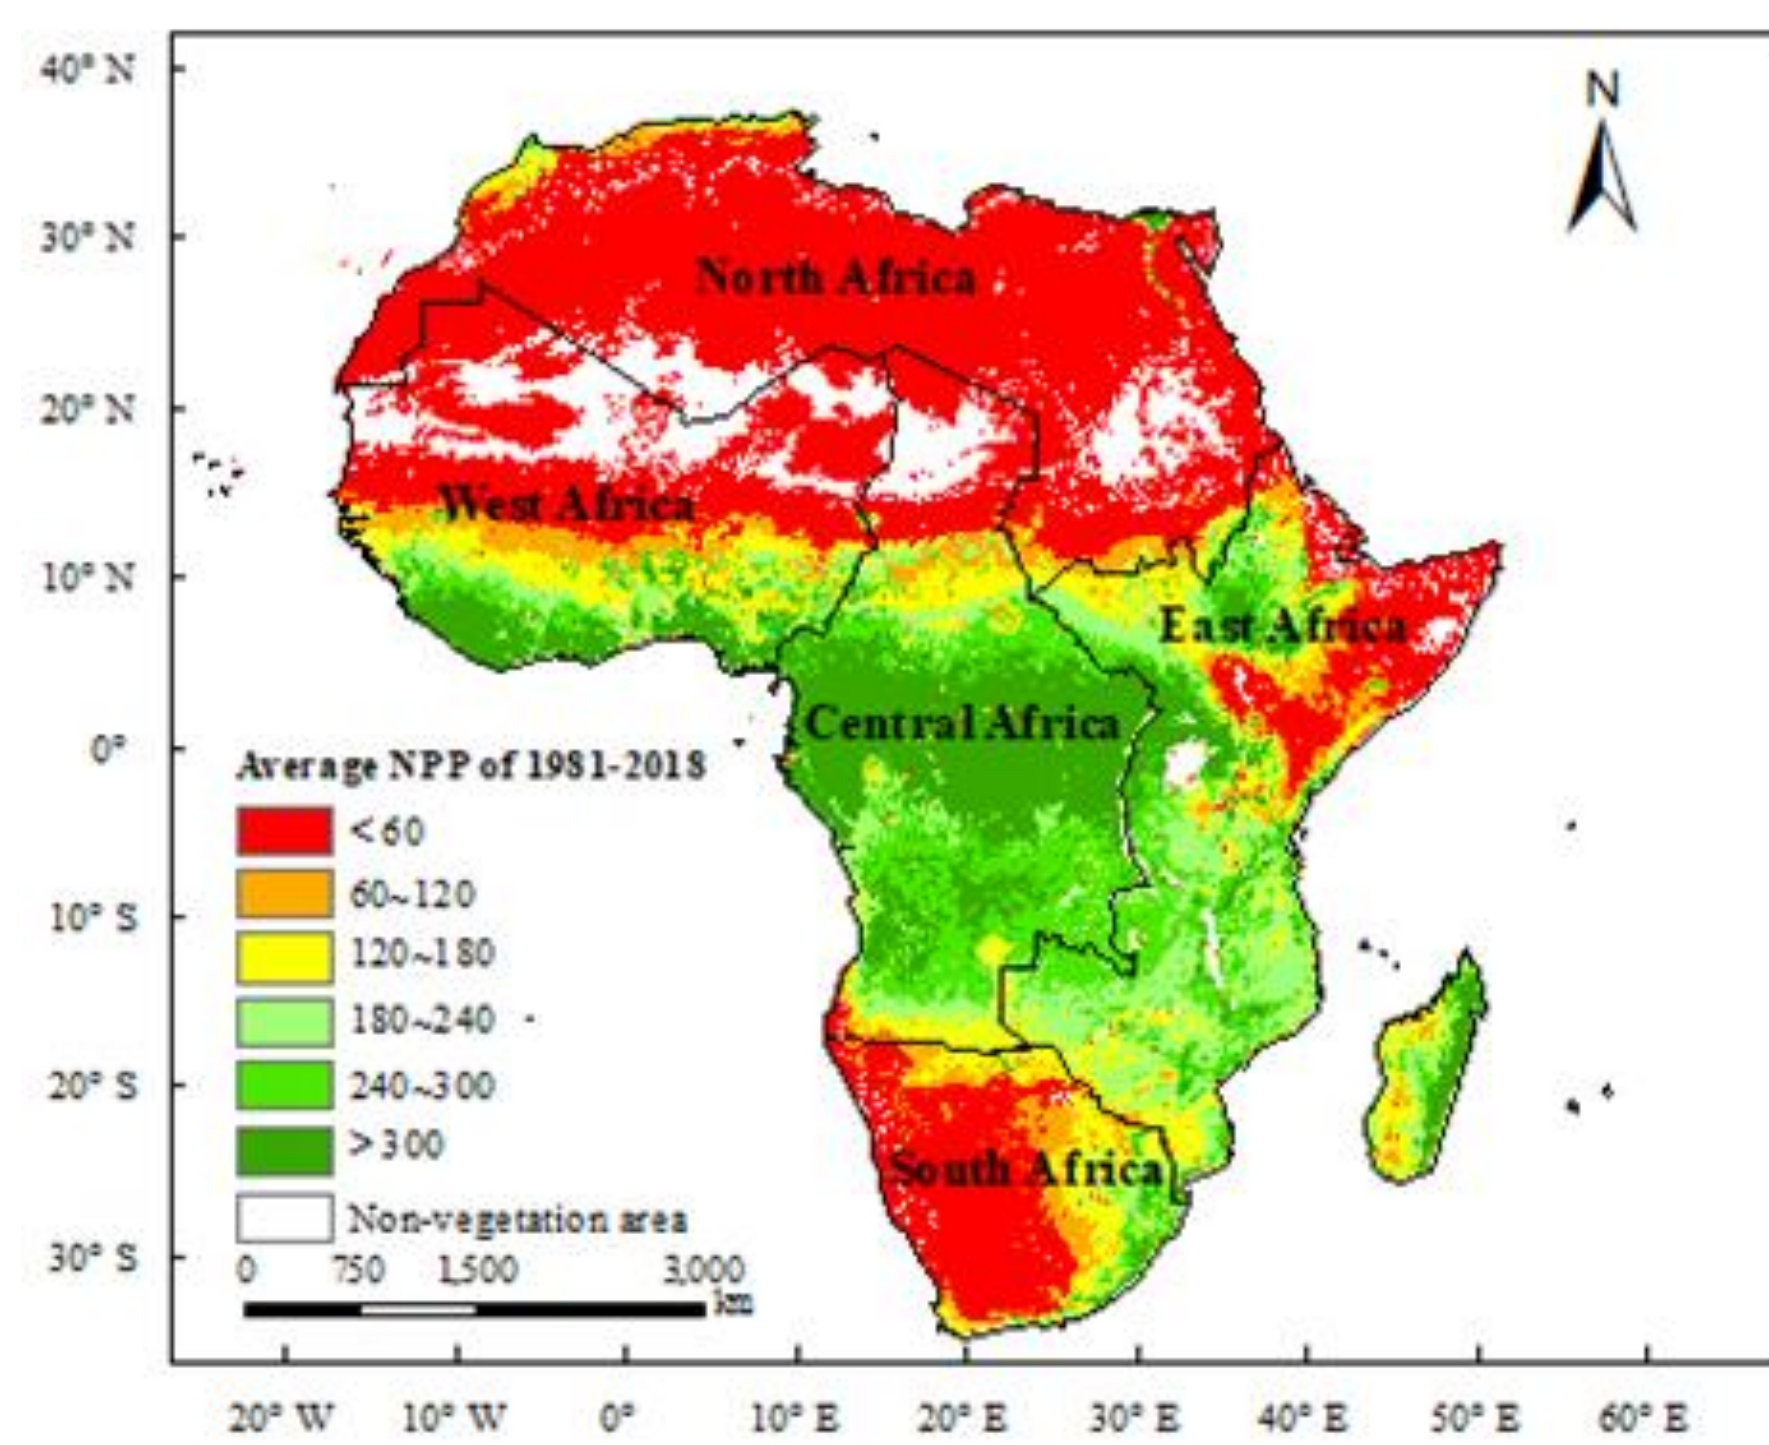 40° N
30° N
20° N
10° N
0°
10° S
20° S
30° S
N
North Africa
West Africa
East Africa
Central Africa
South Africa
Average NPP of 1981-2018
<60
60~120
120~180
180~240
240~300
>300
Non-vegetation area
0 750 1,500 3,000
km
20° W 10° W 0° 10° E 20° E 30° E 40° E 50° E 60° E